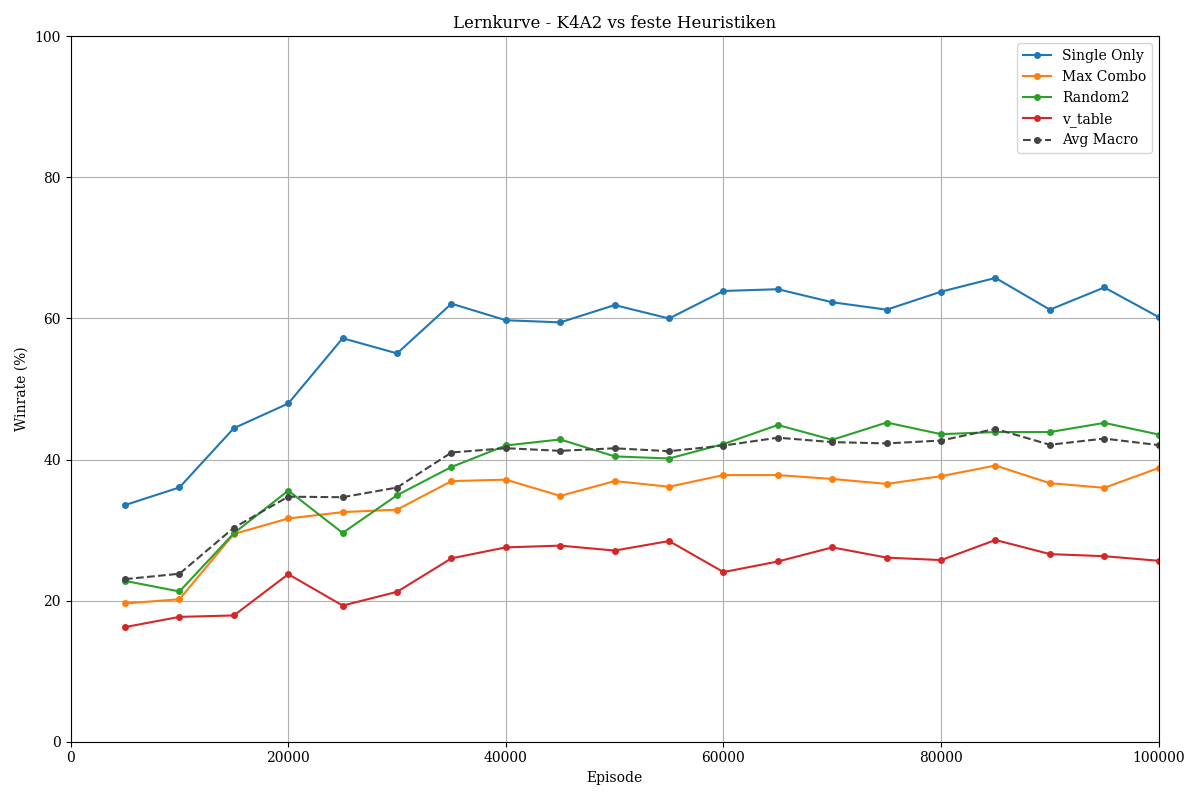 Lernkurve - K4A2 vs feste Heuristiken
100
80
60
40
20
0
Winrate (%)
Single Only
Max Combo
Random2
v_table
Avg Macro
0 20000 40000 60000 80000 100000
Episode